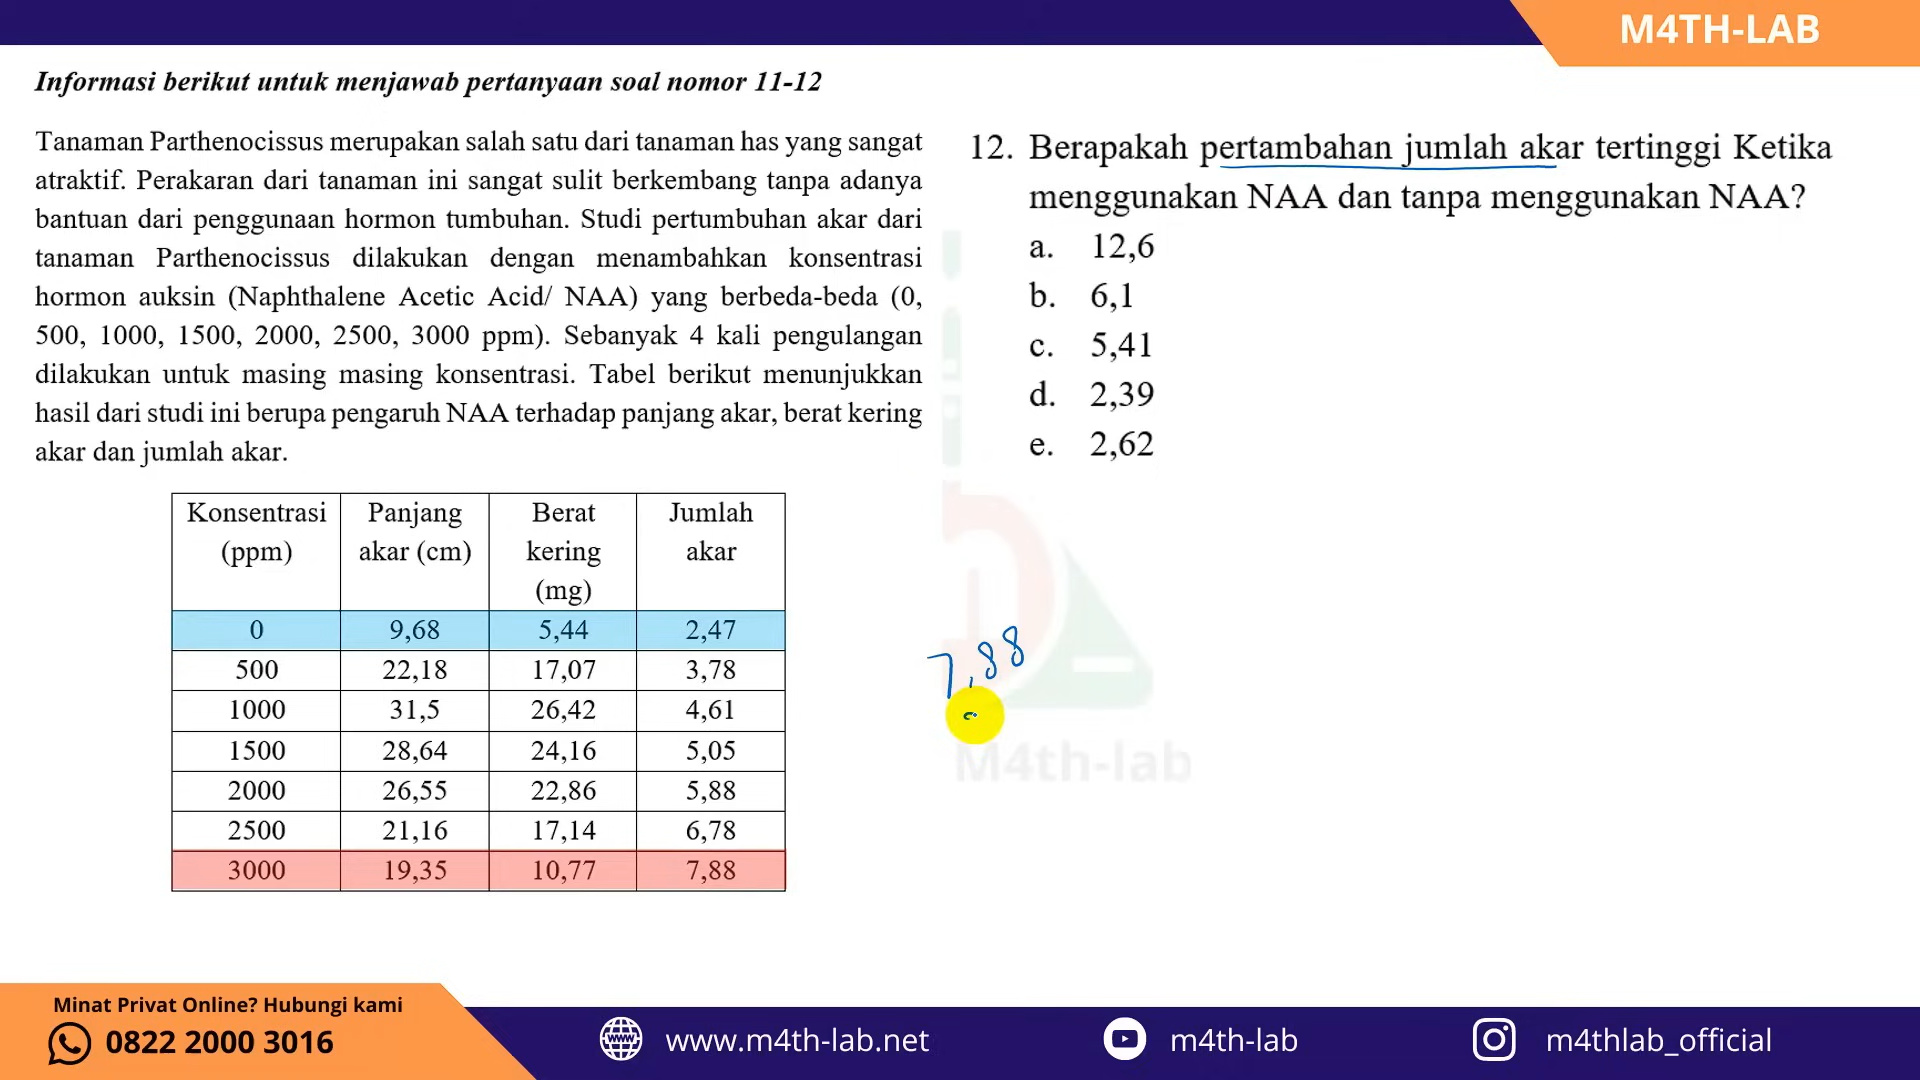 M4TH-LAB
Informasi berikut untuk menjawab pertanyaan soal nomor 11-12
Tanaman Parthenocissus merupakan salah satu dari tanaman has yang sangat
atraktif. Perakaran dari tanaman ini sangat sulit berkembang tanpa adanya
bantuan dari penggunaan hormon tumbuhan. Studi pertumbuhan akar dari
tanaman Parthenocissus dilakukan dengan menambahkan konsentrasi
hormon auksin (Naphthalene Acetic Acid/ NAA) yang berbeda-beda (0,
500, 1000, 1500, 2000, 2500, 3000 ppm). Sebanyak 4 kali pengulangan
dilakukan untuk masing masing konsentrasi. Tabel berikut menunjukkan
hasil dari studi ini berupa pengaruh NAA terhadap panjang akar, berat kering
akar dan jumlah akar.
Konsentrasi (ppm) Panjang akar (cm) Berat kering (mg) Jumlah akar
0 9,68 5,44 2,47
500 22,18 17,07 3,78
1000 31,5 26,42 4,61
1500 28,64 24,16 5,05
2000 26,55 22,86 5,88
2500 21,16 17,14 6,78
3000 19,35 10,77 7,88
12. Berapakah pertambahan jumlah akar tertinggi Ketika
menggunakan NAA dan tanpa menggunakan NAA?
a. 12,6
b. 6,1
c. 5,41
d. 2,39
e. 2,62
7,88
M4th-lab
Minat Privat Online? Hubungi kami
0822 2000 3016
www
www.m4th-lab.net
m4th-lab
m4thlab_official